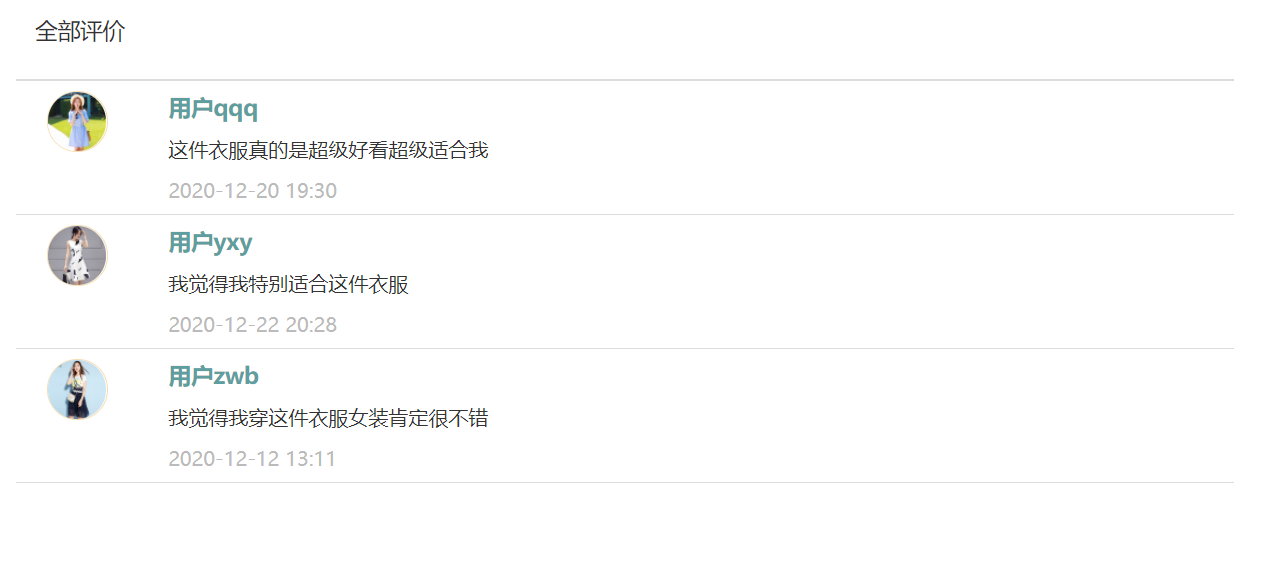 全部评价
用户qqq
这件衣服真的是超级好看超级适合我
2020-12-20 19:30
用户yxy
我觉得我特别适合这件衣服
2020-12-22 20:28
用户zwb
我觉得我穿这件衣服女装肯定很不错
2020-12-12 13:11